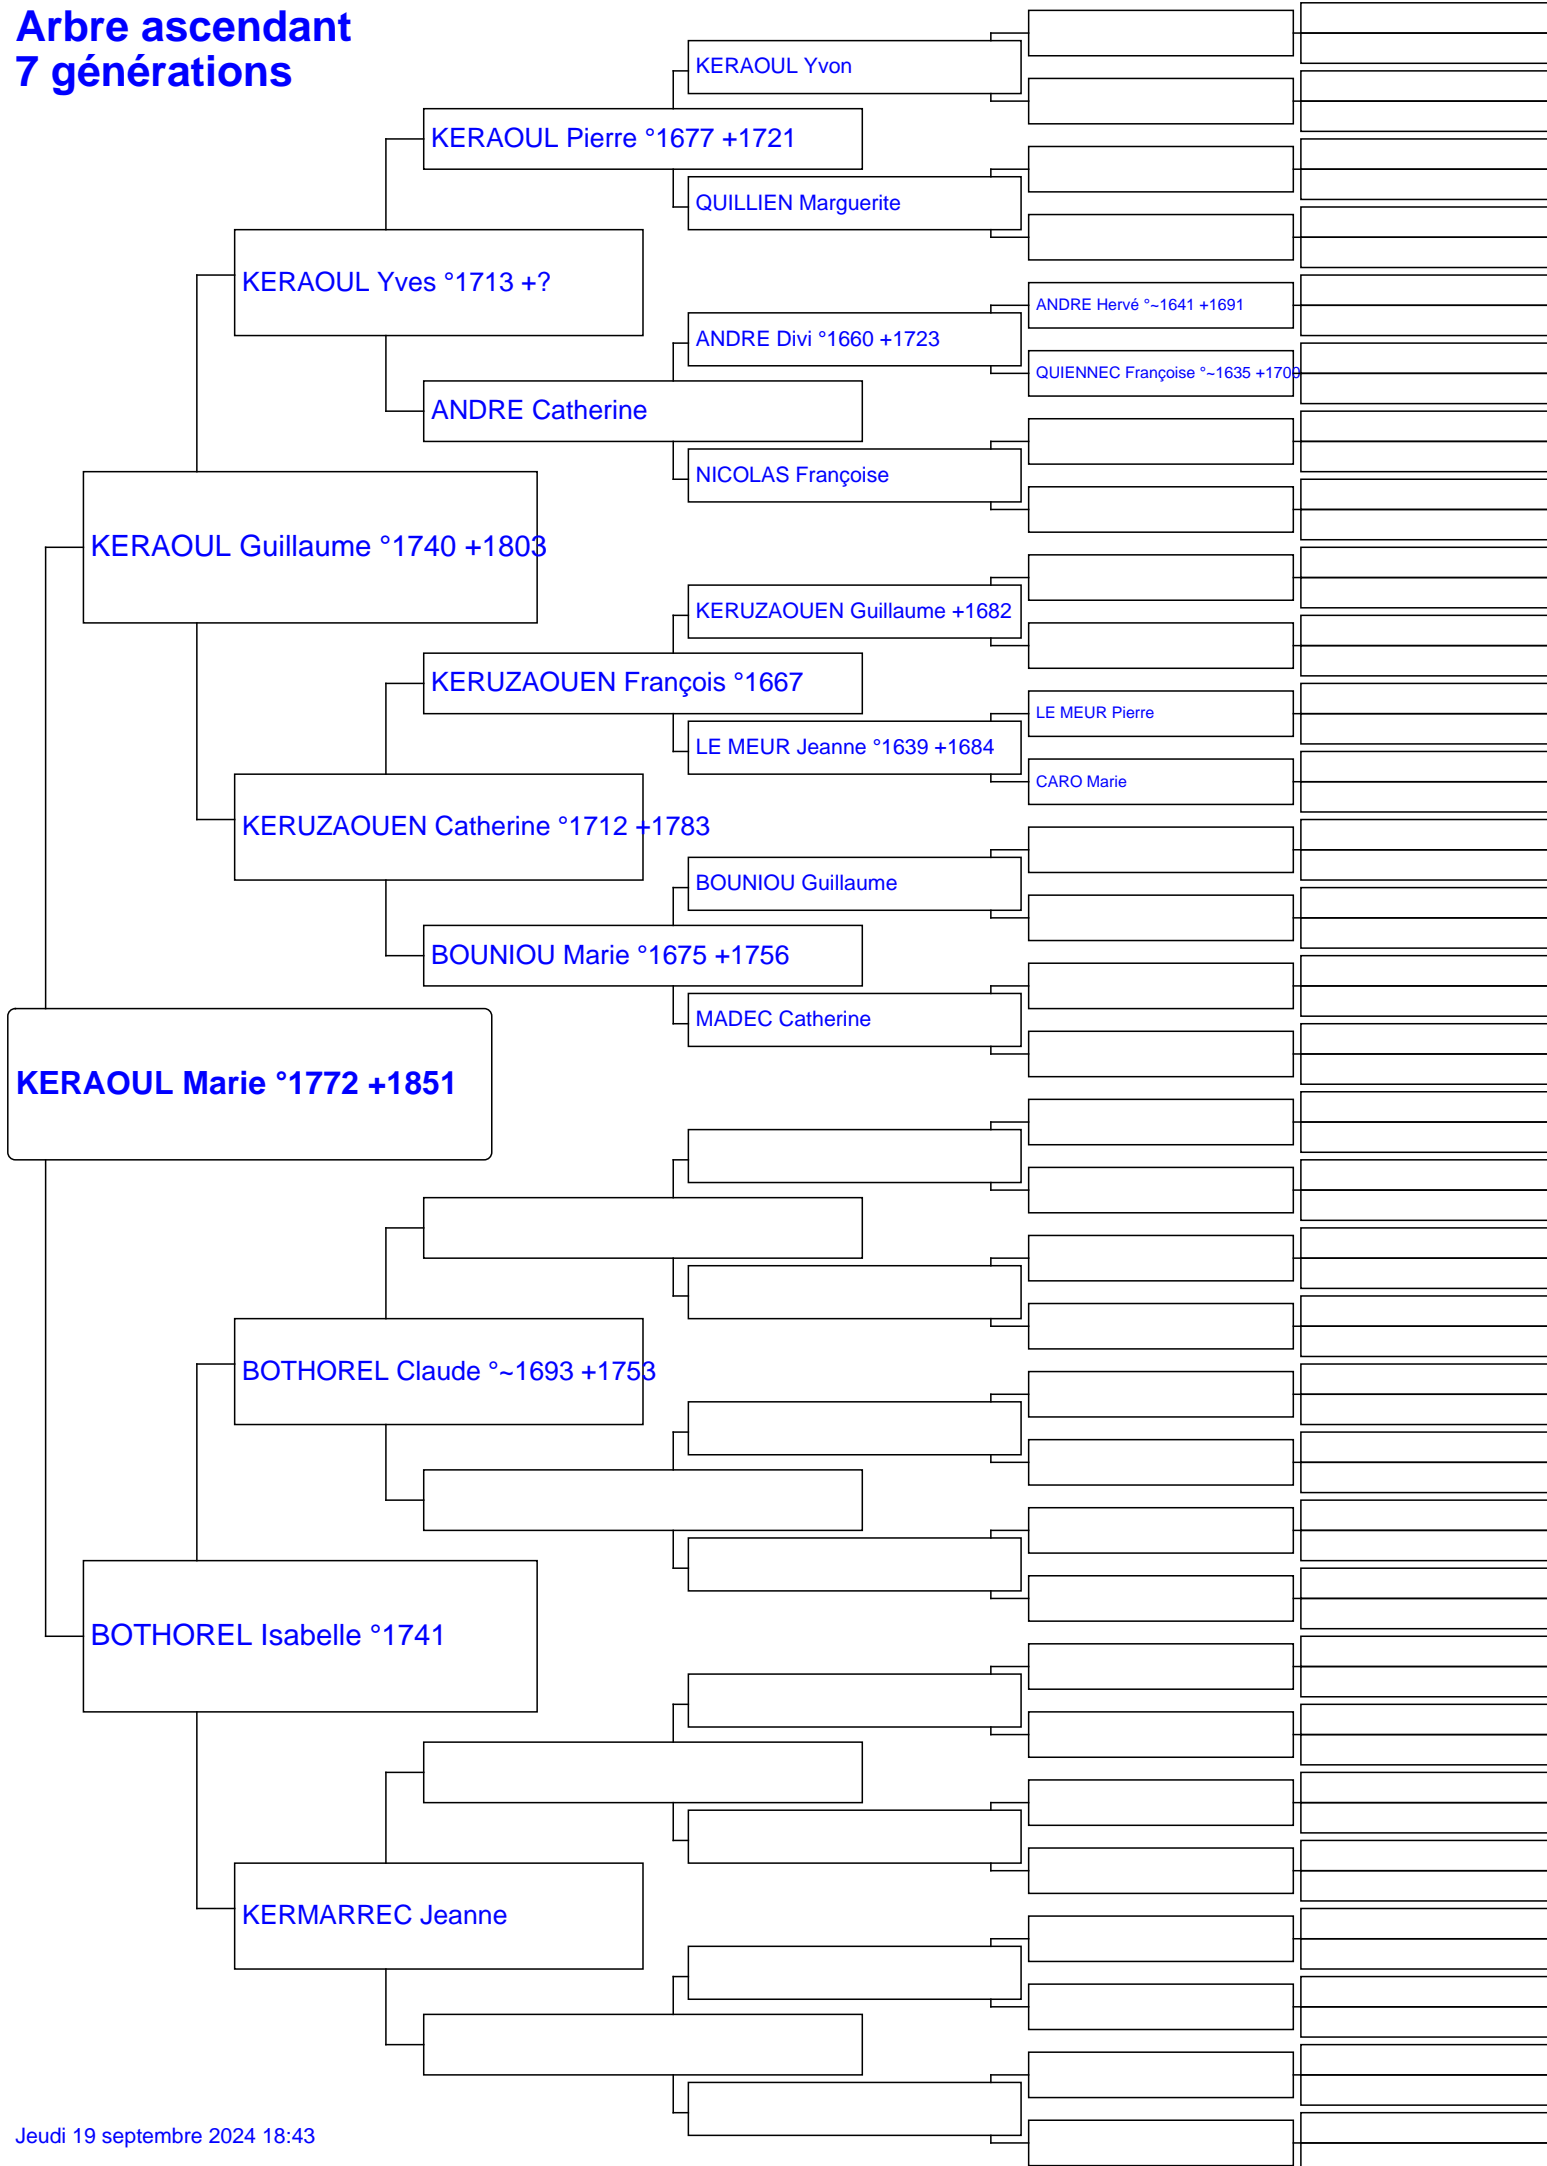 Arbre ascendant
7 générations
KERAOUL Yvon
KERAOUL Pierre °1677 +1721
QUILLIEN Marguerite
KERAOUL Yves °1713 +?
ANDRE Hervé °~1641 +1691
ANDRE Divi °1660 +1723
QUIENNEC Françoise °~1635 +1700
ANDRE Catherine
NICOLAS Françoise
KERAOUL Guillaume °1740 +1803
KERUZAOUEN Guillaume +1682
KERUZAOUEN François °1667
LE MEUR Pierre
LE MEUR Jeanne °1639 +1684
CARO Marie
KERUZAOUEN Catherine °1712 +1783
BOUNIOU Guillaume
BOUNIOU Marie °1675 +1756
MADEC Catherine
KERAOUL Marie °1772 +1851
BOTHOREL Claude °~1693 +1753
BOTHOREL Isabelle °1741
KERMARREC Jeanne
Jeudi 19 septembre 2024 18:43